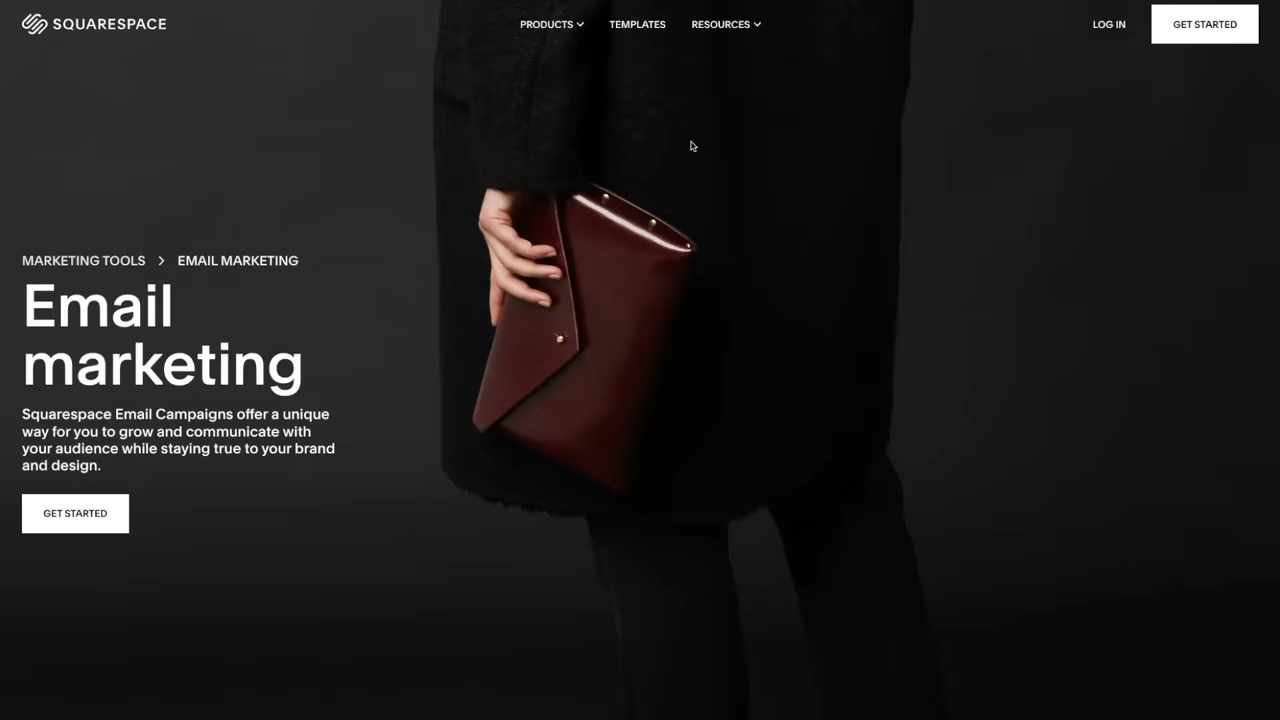 SQUARESPACE
PRODUCTS
TEMPLATES
RESOURCES
LOG IN
GET STARTED
MARKETING TOOLS > EMAIL MARKETING
Email
marketing
Squarespace Email Campaigns offer a unique
way for you to grow and communicate with
your audience while staying true to your brand
and design.
GET STARTED